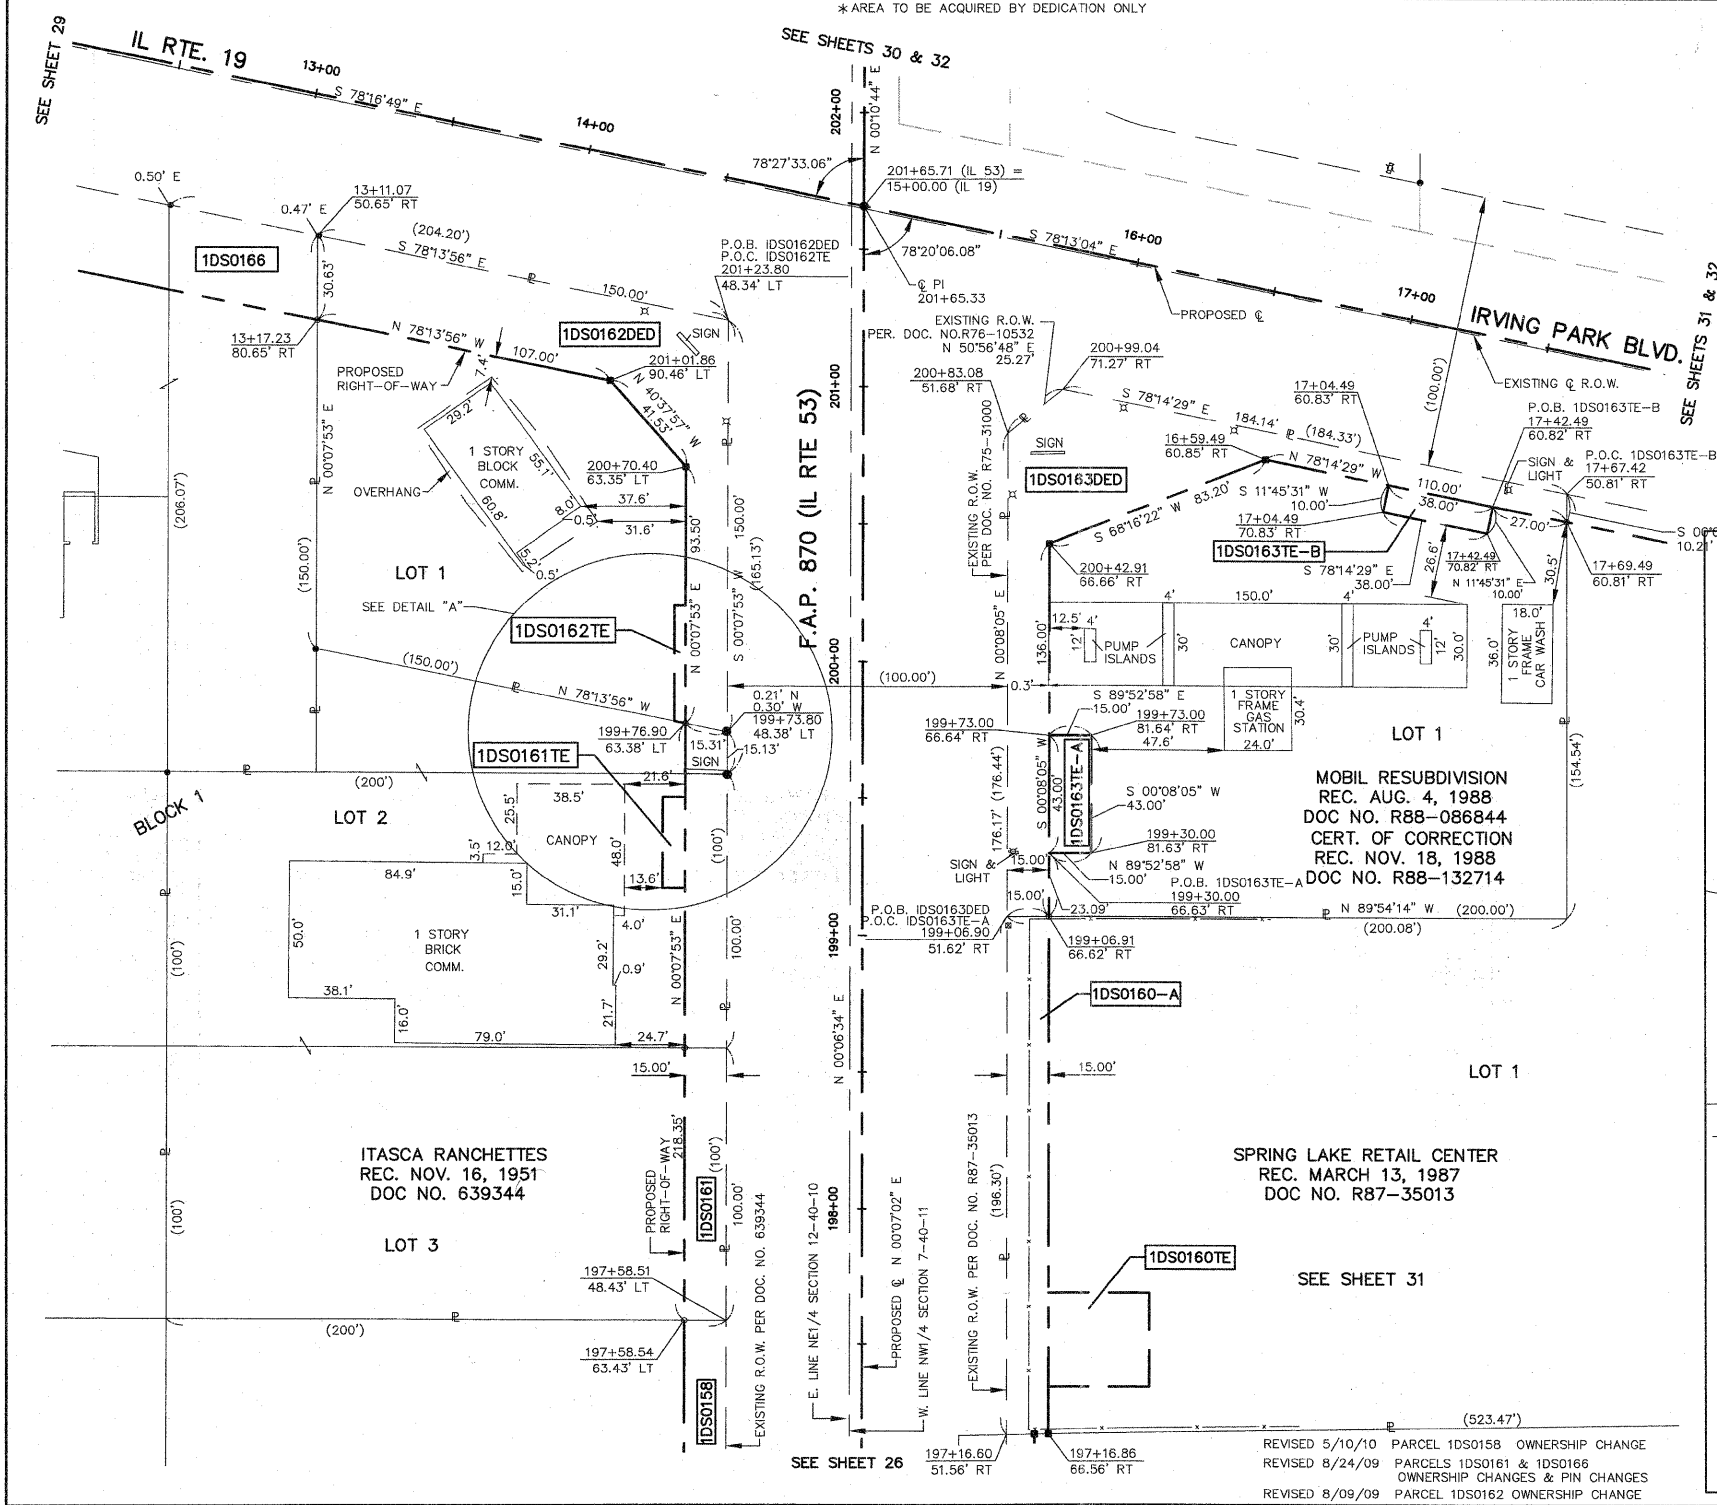 * AREA TO BE ACQUIRED BY DEDICATION ONLY
SEE SHEET 29
IL RTE. 19
13+00
S 78°16'49" E
14+00
SEE SHEETS 30 & 32
202+00
N 00°10'44" E
78°27'33.06"
201+65.71 (IL 53) =
15+00.00 (IL 19)
78°20'06.08"
℄ PI
201+65.33
S 78°13'04" E
16+00
PROPOSED ℄
17+00
IRVING PARK BLVD.
SEE SHEETS 31 & 32
EXISTING ℄ R.O.W.
(100.00')
0.50' E
0.47' E
13+11.07
50.65' RT
(204.20')
S 78°13'56" E
150.00'
1DS0166
30.63'
13+17.23
80.65' RT
N 78°13'56" W
107.00'
PROPOSED
RIGHT-OF-WAY
7.4'
1DS0162DED
SIGN
P.O.B. 1DS0162DED
P.O.C. 1DS0162TE
201+23.80
48.34' LT
201+01.86
90.46' LT
N 40°37'57" W
41.53'
200+70.40
63.35' LT
29.2'
1 STORY
BLOCK
COMM.
55.1'
OVERHANG
60.8'
8.0'
0.5'
37.6'
31.6'
5.2'
0.5'
93.50'
150.00'
(165.13')
S 00°07'53" W
N 00°07'53" E
N 00°07'53" E
(150.00')
(206.07')
LOT 1
SEE DETAIL "A"
1DS0162TE
(150.00')
N 78°13'56" W
199+76.90
63.38' LT
0.21' N
0.30' W
199+73.80
48.38' LT
15.31'
SIGN
15.13'
1DS0161TE
21.6'
(200')
BLOCK 1
LOT 2
38.5'
25.5'
CANOPY
48.0'
3.5'
12.0'
84.9'
15.0'
13.6'
31.1'
4.0'
50.0'
1 STORY
BRICK
COMM.
29.2'
0.9'
38.1'
16.0'
79.0'
21.7'
24.7'
15.00'
(100')
100.00'
N 00°07'53" E
(100')
F.A.P. 870 (IL RTE 53)
201+00
200+00
199+00
198+00
N 00°06'34" E
EXISTING R.O.W.
PER. DOC. NO.R76-10532
N 50°56'48" E
25.27'
200+99.04
71.27' RT
200+83.08
51.68' RT
EXISTING R.O.W.
PER DOC. NO. R75-31000
SIGN
1DS0163DED
S 78°14'29" E
184.14'
(184.33')
16+59.49
60.85' RT
17+04.49
60.83' RT
P.O.B. 1DS0163TE-B
17+42.49
60.82' RT
P.O.C. 1DS0163TE-B
17+67.42
50.81' RT
SIGN &
LIGHT
N 78°14'29" W
110.00'
S 11°45'31" W
10.00'
38.00'
27.00'
10.21'
S 68°16'22" W
83.20'
17+04.49
70.83' RT
1DS0163TE-B
17+42.49
70.82' RT
S 78°14'29" E
38.00'
26.6'
N 11°45'31" E
10.00'
30.5'
17+69.49
60.81' RT
200+42.91
66.66' RT
N 00°08'05" E
136.00'
4'
150.0'
4'
12.5'
4'
12'
PUMP
ISLANDS
30'
CANOPY
30'
PUMP
ISLANDS
4'
12'
30.0'
36.0'
18.0'
1 STORY
FRAME
CAR WASH
(100.00')
0.3'
S 89°52'58" E
15.00'
199+73.00
66.64' RT
199+73.00
81.64' RT
47.6'
1 STORY
FRAME
GAS
STATION
30.4'
24.0'
LOT 1
176.17' (176.44')
S 00°08'05" W
43.00'
1DS0163TE-A
S 00°08'05" W
43.00'
199+30.00
81.63' RT
N 89°52'58" W
15.00'
SIGN &
LIGHT
15.00'
15.00'
P.O.B. 1DS0163TE-A
199+30.00
66.63' RT
23.09'
P.O.B. 1DS0163DED
P.O.C. 1DS0163TE-A
199+06.90
51.62' RT
199+06.91
66.62' RT
MOBIL RESUBDIVISION
REC. AUG. 4, 1988
DOC NO. R88-086844
CERT. OF CORRECTION
REC. NOV. 18, 1988
DOC NO. R88-132714
(154.54')
N 89°54'14" W (200.00')
(200.08')
1DS0160-A
15.00'
LOT 1
ITASCA RANCHETTES
REC. NOV. 16, 1951
DOC NO. 639344
LOT 3
(100')
PROPOSED
RIGHT-OF-WAY
218.35'
1DS0161
(100')
100.00'
197+58.51
48.43' LT
(200')
197+58.54
63.43' LT
1DS0158
EXISTING R.O.W. PER DOC. NO. 639344
E. LINE NE1/4 SECTION 12-40-10
PROPOSED ℄ N 00°07'02" E
W. LINE NW1/4 SECTION 7-40-11
EXISTING R.O.W. PER DOC. NO. R87-35013
(196.30')
SPRING LAKE RETAIL CENTER
REC. MARCH 13, 1987
DOC NO. R87-35013
1DS0160TE
SEE SHEET 31
(523.47')
SEE SHEET 26
197+16.60
51.56' RT
197+16.86
66.56' RT
REVISED 5/10/10 PARCEL 1DS0158 OWNERSHIP CHANGE
REVISED 8/24/09 PARCELS 1DS0161 & 1DS0166
OWNERSHIP CHANGES & PIN CHANGES
REVISED 8/09/09 PARCEL 1DS0162 OWNERSHIP CHANGE